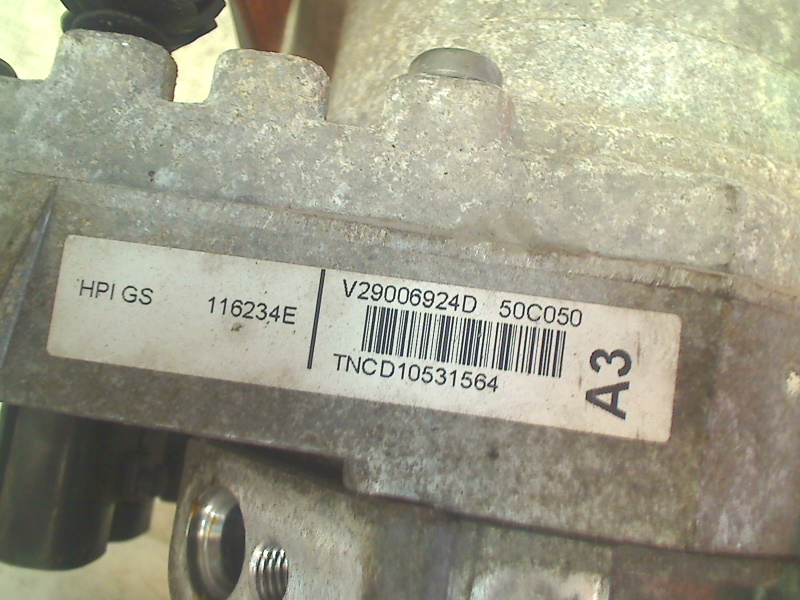 HPI GS 116234E
V29006924D 50C050
TNCD10531564
A3